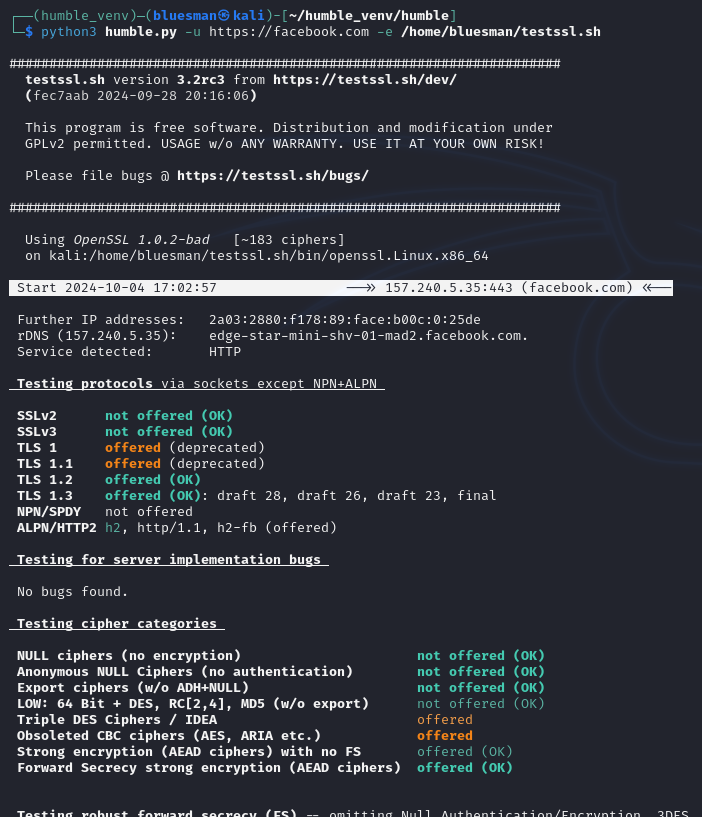 (humble_venv)─(bluesman㉿kali)-[~/humble_venv/humble]
$ python3 humble.py -u https://facebook.com -e /home/bluesman/testssl.sh
#####################################################################
testssl.sh version 3.2rc3 from https://testssl.sh/dev/
(fec7aab 2024-09-28 20:16:06)
This program is free software. Distribution and modification under
GPLv2 permitted. USAGE w/o ANY WARRANTY. USE IT AT YOUR OWN RISK!
Please file bugs @ https://testssl.sh/bugs/
#####################################################################
Using OpenSSL 1.0.2-bad [~183 ciphers]
on kali:/home/bluesman/testssl.sh/bin/openssl.Linux.x86_64
Start 2024-10-04 17:02:57 -->> 157.240.5.35:443 (facebook.com) <<--
Further IP addresses: 2a03:2880:f178:89:face:b00c:0:25de
rDNS (157.240.5.35): edge-star-mini-shv-01-mad2.facebook.com.
Service detected: HTTP
Testing protocols via sockets except NPN+ALPN
SSLv2 not offered (OK)
SSLv3 not offered (OK)
TLS 1 offered (deprecated)
TLS 1.1 offered (deprecated)
TLS 1.2 offered (OK)
TLS 1.3 offered (OK): draft 28, draft 26, draft 23, final
NPN/SPDY not offered
ALPN/HTTP2 h2, http/1.1, h2-fb (offered)
Testing for server implementation bugs
No bugs found.
Testing cipher categories
NULL ciphers (no encryption) not offered (OK)
Anonymous NULL Ciphers (no authentication) not offered (OK)
Export ciphers (w/o ADH+NULL) not offered (OK)
LOW: 64 Bit + DES, RC[2,4], MD5 (w/o export) not offered (OK)
Triple DES Ciphers / IDEA offered
Obsoleted CBC ciphers (AES, ARIA etc.) offered
Strong encryption (AEAD ciphers) with no FS offered (OK)
Forward Secrecy strong encryption (AEAD ciphers) offered (OK)
Testing robust forward secrecy (FS) -- omitting Null Authentication/Encryption, 3DES